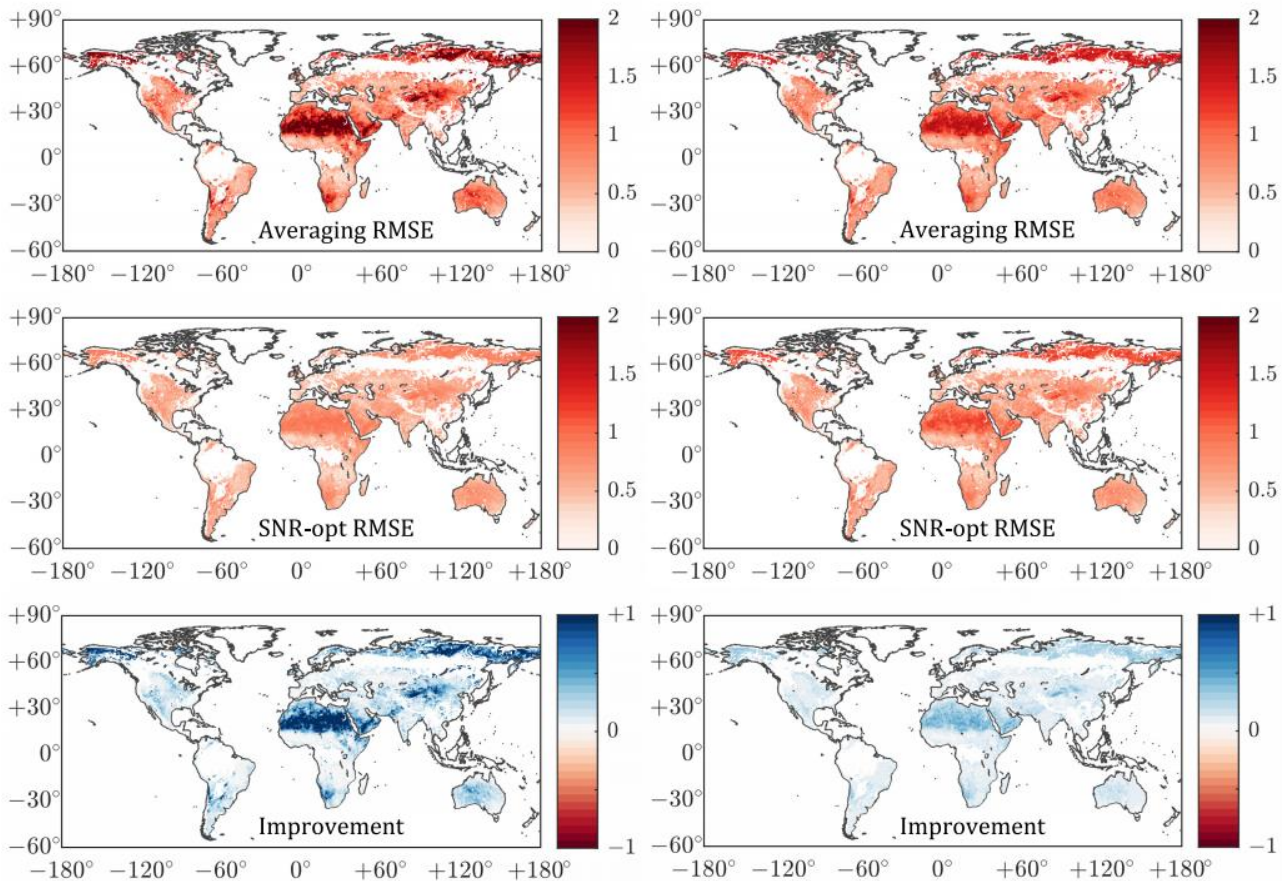 +90° 2 +90° 2
+60° 1.5 +60° 1.5
+30° 1 +30° 1
0° 0°
−30° 0.5 −30° 0.5
Averaging RMSE Averaging RMSE
−60° 0 −60° 0
−180° −120° −60° 0° +60° +120° +180° −180° −120° −60° 0° +60° +120° +180°
+90° 2 +90° 2
+60° 1.5 +60° 1.5
+30° 1 +30° 1
0° 0°
−30° 0.5 −30° 0.5
SNR-opt RMSE SNR-opt RMSE
−60° 0 −60° 0
−180° −120° −60° 0° +60° +120° +180° −180° −120° −60° 0° +60° +120° +180°
+90° +1 +90° +1
+60° +60°
+30° 0 +30° 0
0° 0°
−30° −30°
Improvement Improvement
−60° −1 −60° −1
−180° −120° −60° 0° +60° +120° +180° −180° −120° −60° 0° +60° +120° +180°